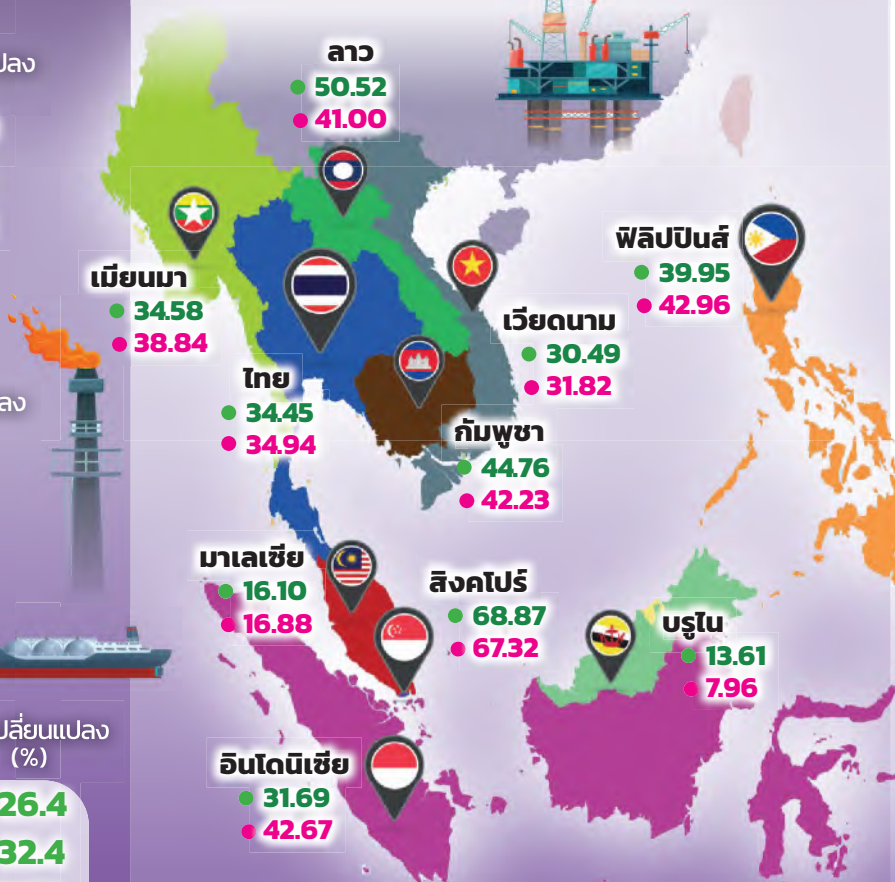 ปลง
ลาว
50.52
41.00
ฟิลิปปินส์
39.95
42.96
เมียนมา
34.58
38.84
เวียดนาม
30.49
31.82
ลง
ไทย
34.45
34.94
กัมพูชา
44.76
42.23
มาเลเซีย
16.10
16.88
สิงคโปร์
68.87
67.32
บรูไน
13.61
7.96
ปลี่ยนแปลง
(%)
อินโดนิเซีย
31.69
42.67
26.4
32.4